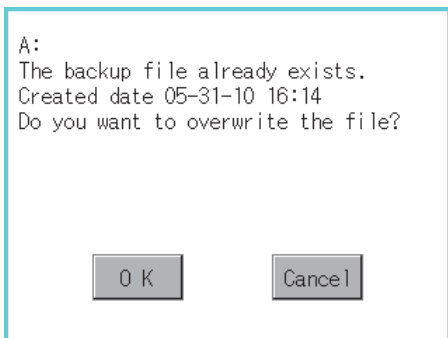 A:
The backup file already exists.
Created date 05-31-10 16:14
Do you want to overwrite the file?
OK Cancel